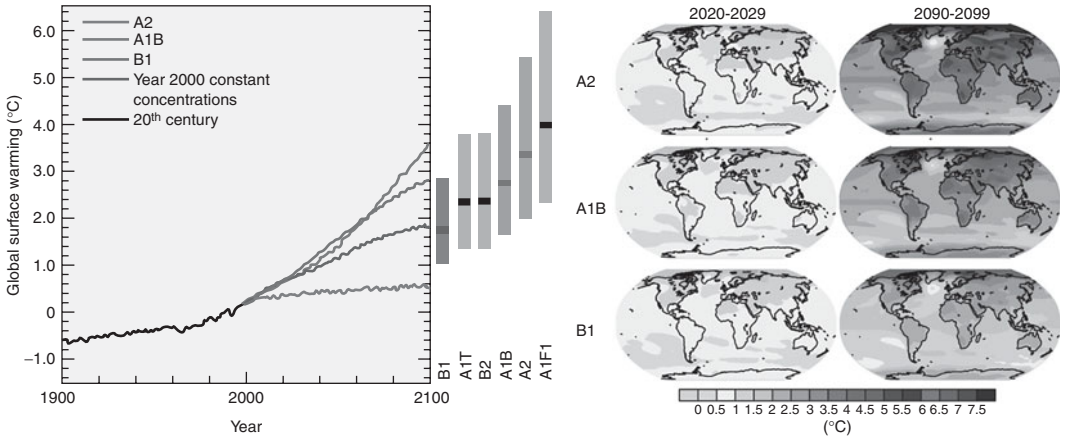 Global surface warming (°C)
6.0
5.0
4.0
3.0
2.0
1.0
0
–1.0
A2
A1B
B1
Year 2000 constant
concentrations
20th century
1900
2000
2100
Year
B1
A1T
B2
A1B
A2
A1F1
2020-2029
2090-2099
A2
A1B
B1
0 0.5 1 1.5 2 2.5 3 3.5 4 4.5 5 5.5 6 6.5 7 7.5
(°C)